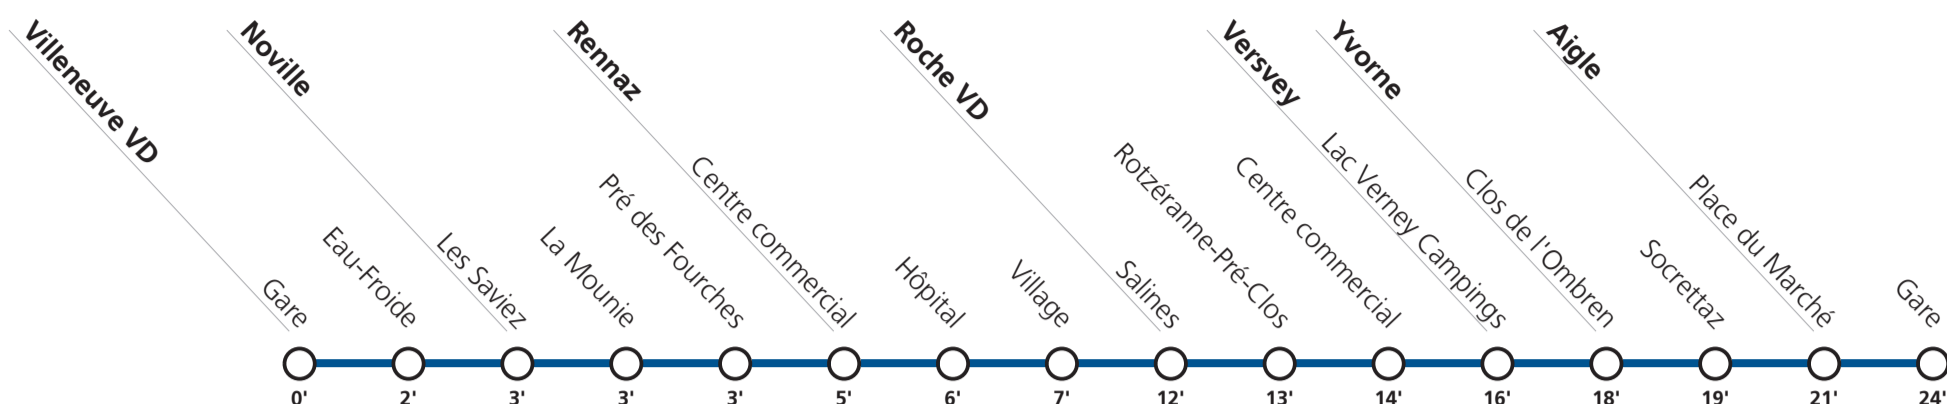 Villeneuve VD
Gare
Eau-Froide
Noville
Les Saviez
La Mounie
Pré des Fourches
Rennaz
Centre commercial
Hôpital
Village
Roche VD
Salines
Rotzéranne-Pré-Clos
Centre commercial
Versvey
Lac Verney Campings
Yvorne
Clos de l'Ombren
Socrettaz
Aigle
Place du Marché
Gare
0' 2' 3' 3' 3' 5' 6' 7' 12' 13' 14' 16' 18' 19' 21' 24'